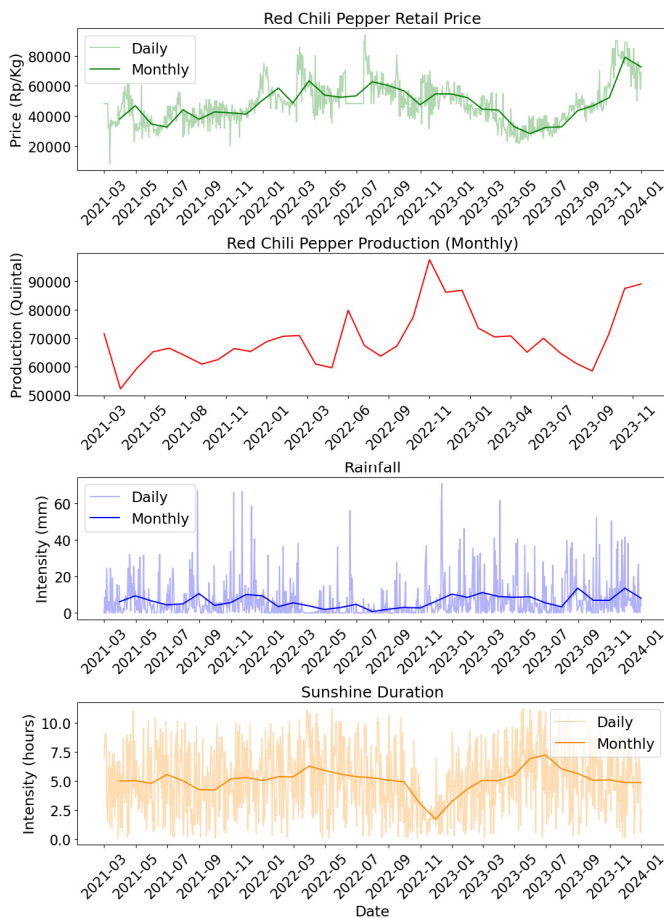 Red Chili Pepper Retail Price
Daily
Monthly
Price (Rp/Kg)
80000
60000
40000
20000
2021-03 2021-05 2021-07 2021-09 2021-11 2022-01 2022-03 2022-05 2022-07 2022-09 2022-11 2023-01 2023-03 2023-05 2023-07 2023-09 2023-11 2024-01
Red Chili Pepper Production (Monthly)
Production (Quintal)
90000
80000
70000
60000
50000
2021-03 2021-05 2021-08 2021-11 2022-01 2022-03 2022-06 2022-09 2022-11 2023-01 2023-04 2023-07 2023-09 2023-11
Rainfall
Daily
Monthly
Intensity (mm)
60
40
20
0
2021-03 2021-05 2021-07 2021-09 2021-11 2022-01 2022-03 2022-05 2022-07 2022-09 2022-11 2023-01 2023-03 2023-05 2023-07 2023-09 2023-11 2024-01
Sunshine Duration
Daily
Monthly
Intensity (hours)
10.0
7.5
5.0
2.5
0.0
2021-03 2021-05 2021-07 2021-09 2021-11 2022-01 2022-03 2022-05 2022-07 2022-09 2022-11 2023-01 2023-03 2023-05 2023-07 2023-09 2023-11 2024-01
Date